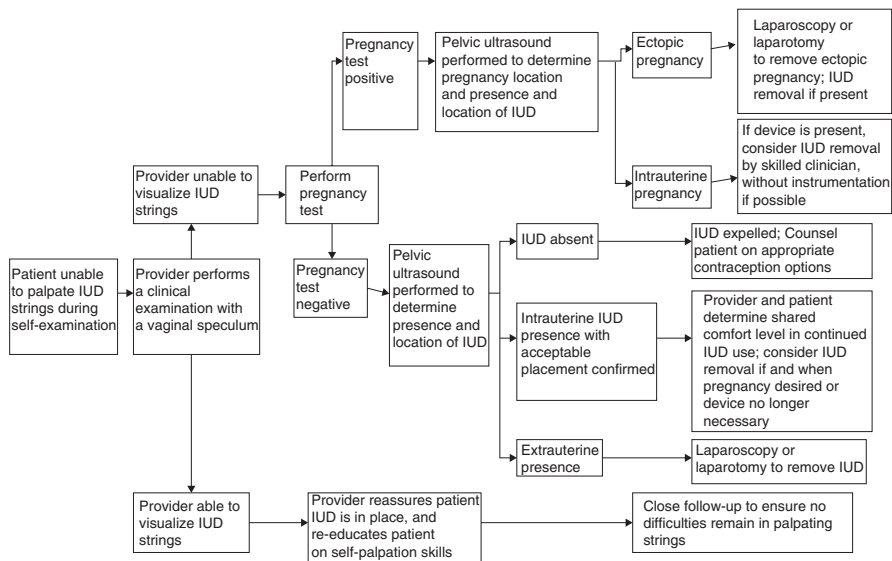 Patient unable
to palpate IUD
strings during
self-examination
Provider performs
a clinical
examination with
a vaginal speculum
Provider unable to
visualize IUD
strings
Perform
pregnancy
test
Pregnancy
test
positive
Pelvic ultrasound
performed to determine
pregnancy location
and presence and
location of IUD
Ectopic
pregnancy
Laparoscopy or
laparotomy
to remove ectopic
pregnancy; IUD
removal if present
Intrauterine
pregnancy
If device is present,
consider IUD removal
by skilled clinician,
without instrumentation
if possible
Pregnancy
test
negative
Pelvic
ultrasound
performed to
determine
presence and
location of IUD
IUD absent
IUD expelled; Counsel
patient on appropriate
contraception options
Intrauterine IUD
presence with
acceptable
placement confirmed
Provider and patient
determine shared
comfort level in continued
IUD use; consider IUD
removal if and when
pregnancy desired or
device no longer
necessary
Extrauterine
presence
Laparoscopy or
laparotomy to remove IUD
Provider able to
visualize IUD
strings
Provider reassures patient
IUD is in place, and
re-educates patient
on self-palpation skills
Close follow-up to ensure no
difficulties remain in palpating
strings